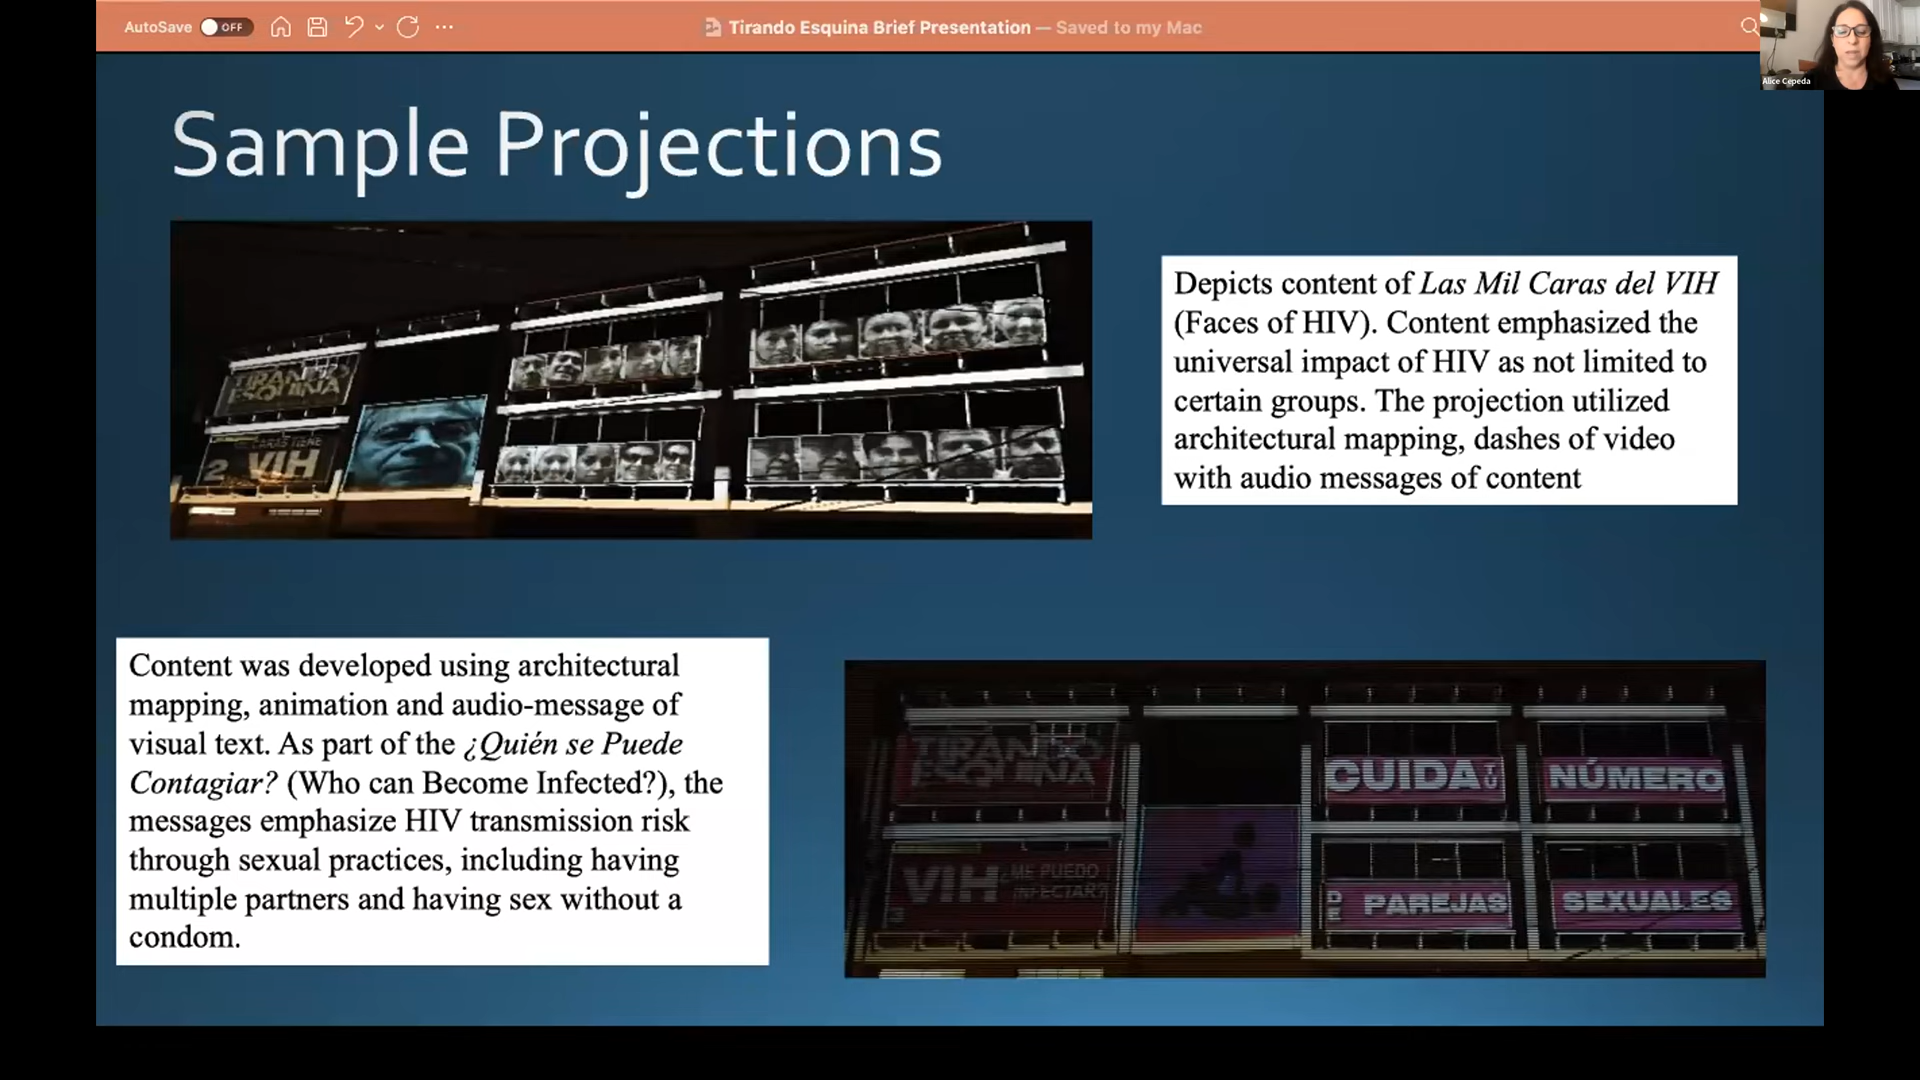 AutoSave OFF
Tirando Esquina Brief Presentation — Saved to my Mac
Alice Cepeda
Sample Projections
TIRANDO
ESQUINA
CARAS TIENE
2 VIH
Depicts content of Las Mil Caras del VIH
(Faces of HIV). Content emphasized the
universal impact of HIV as not limited to
certain groups. The projection utilized
architectural mapping, dashes of video
with audio messages of content
Content was developed using architectural
mapping, animation and audio-message of
visual text. As part of the ¿Quién se Puede
Contagiar? (Who can Become Infected?), the
messages emphasize HIV transmission risk
through sexual practices, including having
multiple partners and having sex without a
condom.
TIRANDO
ESQUINA
CUIDA TU
NÚMERO
VIH ¿ME PUEDO
INFECTAR?
3
DE PAREJAS
SEXUALES